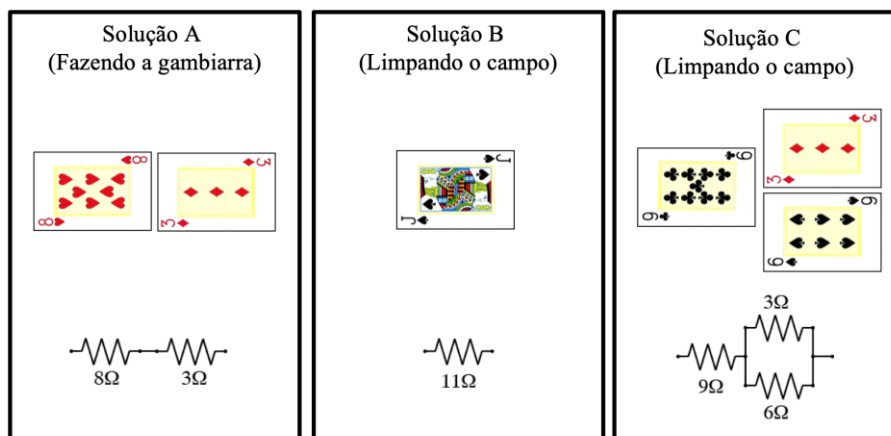 Solução A
(Fazendo a gambiarra)
8
3
8
3
8Ω
3Ω
Solução B
(Limpando o campo)
J
J
11Ω
Solução C
(Limpando o campo)
3
9
3
6
9
6
3Ω
9Ω
6Ω